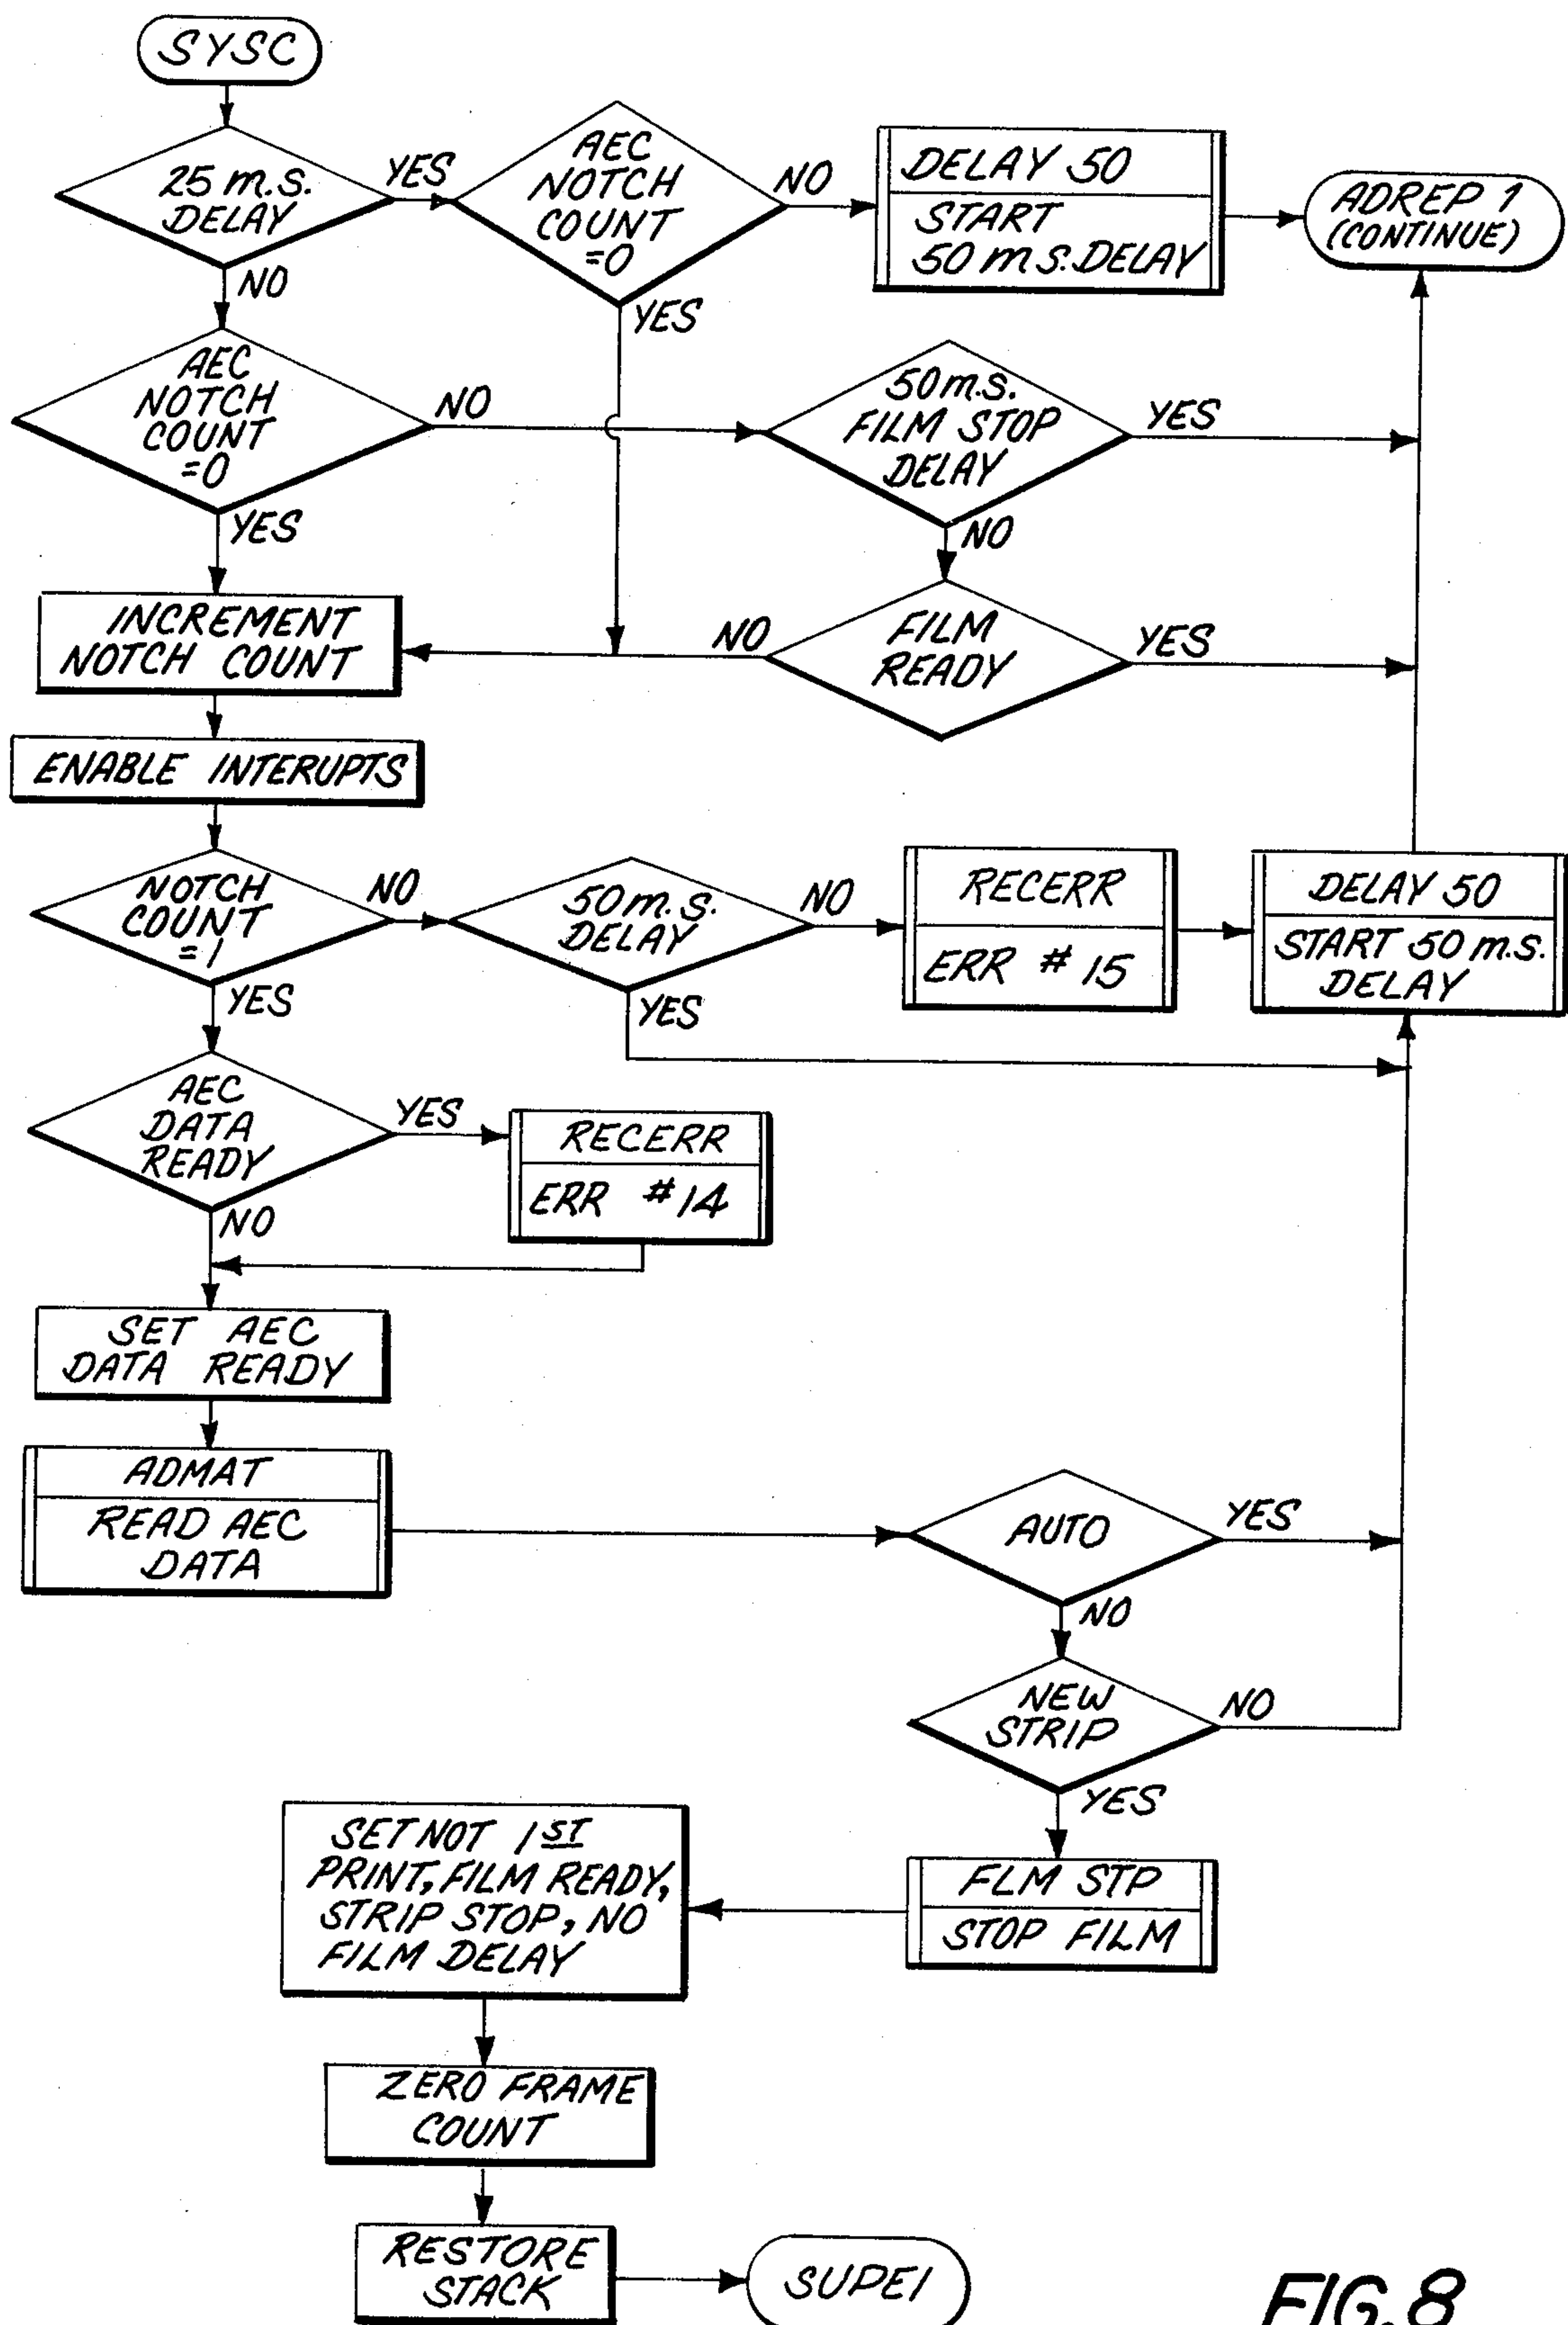 SYSC
25 m.s.
DELAY
YES
AEC
NOTCH
COUNT
=0
NO
DELAY 50
START
50 m s. DELAY
ADREP 1
(CONTINUE)
NO
YES
AEC
NOTCH
COUNT
=0
NO
50 m.s.
FILM STOP
DELAY
YES
YES
NO
INCREMENT
NOTCH COUNT
NO
FILM
READY
YES
ENABLE INTERUPTS
NOTCH
COUNT
=1
NO
50 m.s.
DELAY
NO
RECERR
ERR # 15
DELAY 50
START 50 m.s.
DELAY
YES
YES
AEC
DATA
READY
YES
RECERR
ERR #14
NO
SET AEC
DATA READY
ADMAT
READ AEC
DATA
AUTO
YES
NO
NEW
STRIP
NO
YES
FLM STP
STOP FILM
SET NOT 1ST
PRINT, FILM READY,
STRIP STOP, NO
FILM DELAY
ZERO FRAME
COUNT
RESTORE
STACK
SUPE1
FIG. 8